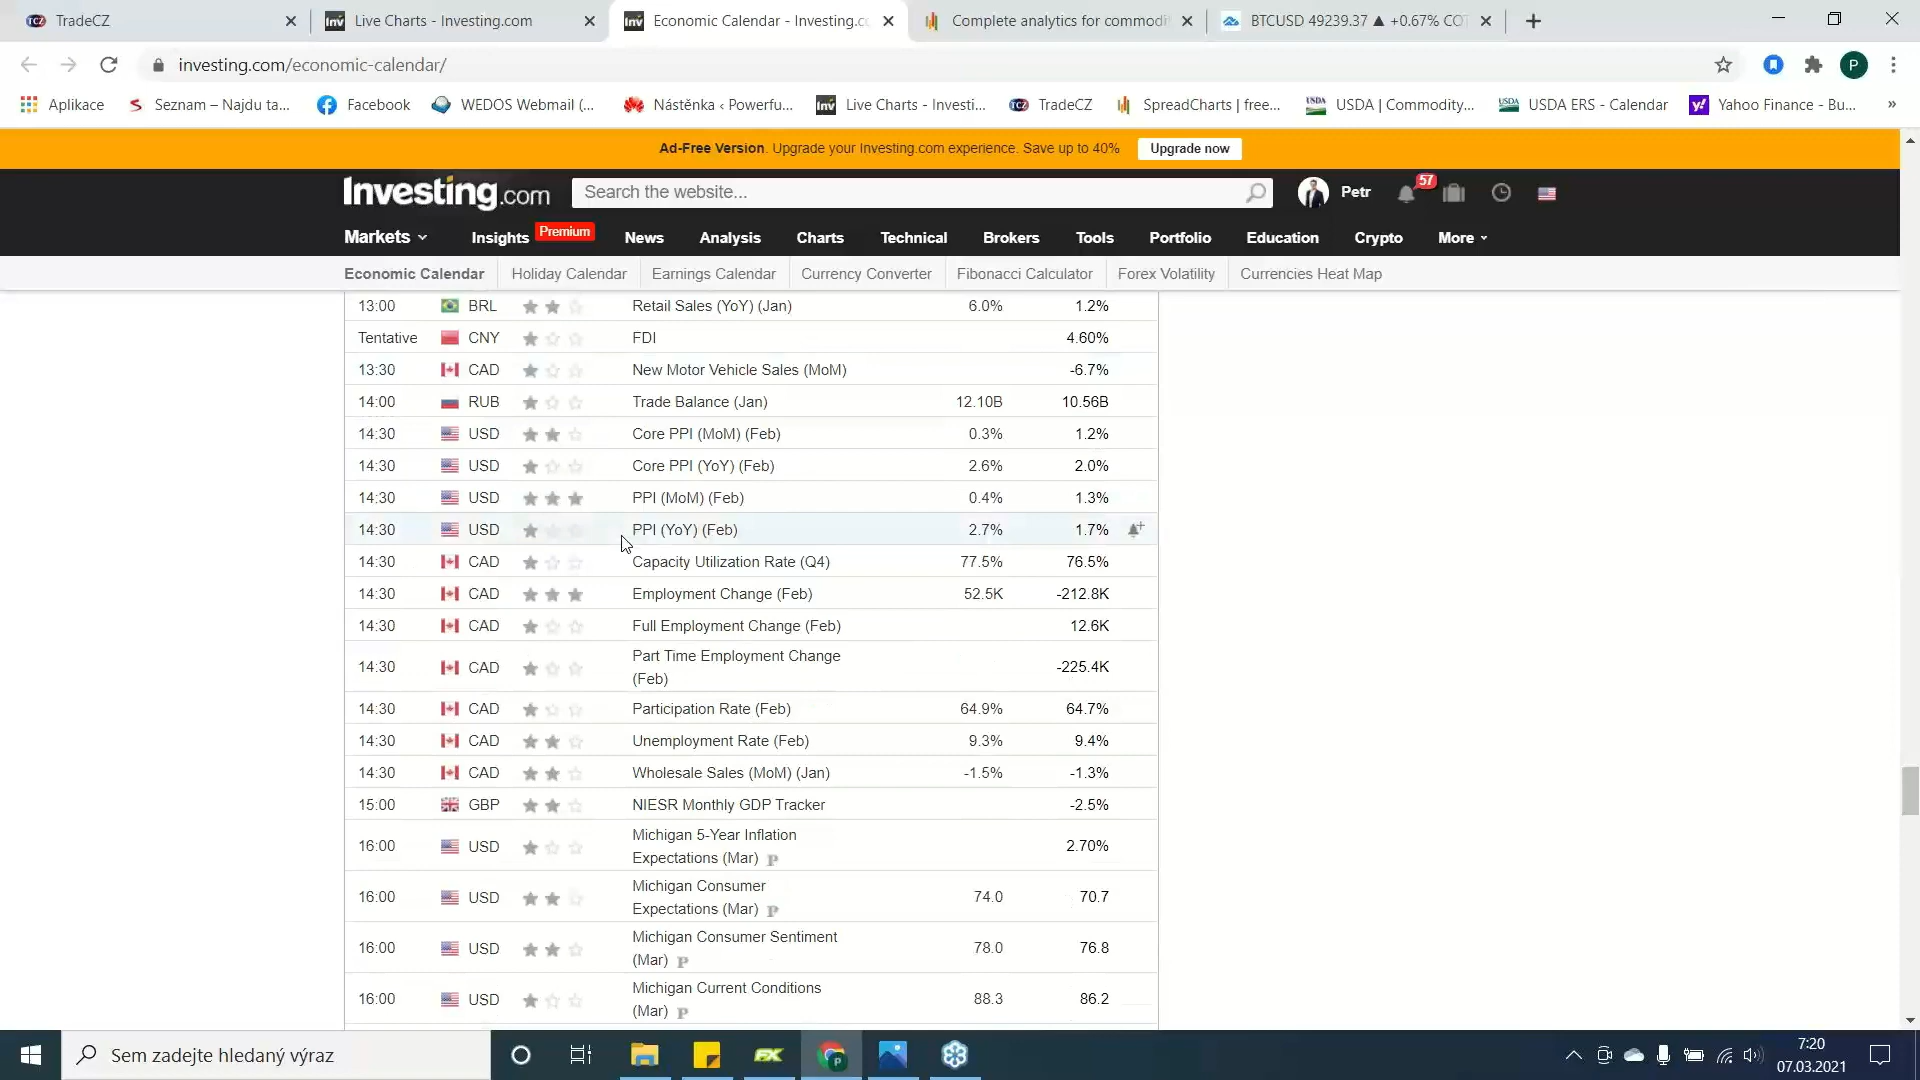 TradeCZ
Live Charts - Investing.com
Economic Calendar - Investing.co
Complete analytics for commodi
BTCUSD 49239.37 ▲ +0.67% COT
investing.com/economic-calendar/
P
Aplikace
Seznam – Najdu ta...
Facebook
WEDOS Webmail (...
Nástěnka ‹ Powerfu...
Live Charts - Investi...
TradeCZ
SpreadCharts | free...
USDA | Commodity...
USDA ERS - Calendar
Yahoo Finance - Bu...
»
Ad-Free Version. Upgrade your Investing.com experience. Save up to 40%
Upgrade now
Investing.com
Search the website...
Petr
57
Markets
Insights
Premium
News
Analysis
Charts
Technical
Brokers
Tools
Portfolio
Education
Crypto
More
Economic Calendar
Holiday Calendar
Earnings Calendar
Currency Converter
Fibonacci Calculator
Forex Volatility
Currencies Heat Map
13:00 BRL Retail Sales (YoY) (Jan) 6.0% 1.2%
Tentative CNY FDI 4.60%
13:30 CAD New Motor Vehicle Sales (MoM) -6.7%
14:00 RUB Trade Balance (Jan) 12.10B 10.56B
14:30 USD Core PPI (MoM) (Feb) 0.3% 1.2%
14:30 USD Core PPI (YoY) (Feb) 2.6% 2.0%
14:30 USD PPI (MoM) (Feb) 0.4% 1.3%
14:30 USD PPI (YoY) (Feb) 2.7% 1.7%
14:30 CAD Capacity Utilization Rate (Q4) 77.5% 76.5%
14:30 CAD Employment Change (Feb) 52.5K -212.8K
14:30 CAD Full Employment Change (Feb) 12.6K
14:30 CAD Part Time Employment Change
(Feb) -225.4K
14:30 CAD Participation Rate (Feb) 64.9% 64.7%
14:30 CAD Unemployment Rate (Feb) 9.3% 9.4%
14:30 CAD Wholesale Sales (MoM) (Jan) -1.5% -1.3%
15:00 GBP NIESR Monthly GDP Tracker -2.5%
16:00 USD Michigan 5-Year Inflation
Expectations (Mar) P 2.70%
16:00 USD Michigan Consumer
Expectations (Mar) P 74.0 70.7
16:00 USD Michigan Consumer Sentiment
(Mar) P 78.0 76.8
16:00 USD Michigan Current Conditions
(Mar) P 88.3 86.2
Sem zadejte hledaný výraz
FX
7:20
07.03.2021